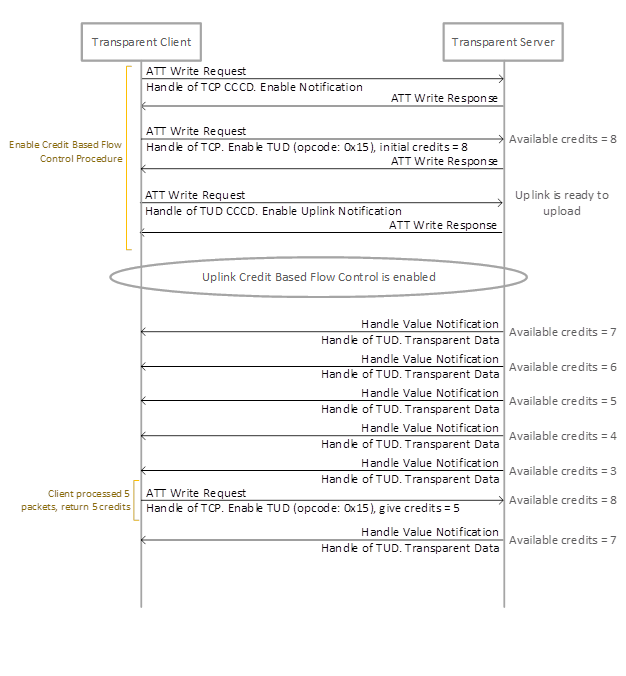 Transparent Client
Transparent Server
ATT Write Request
Handle of TCP CCCD. Enable Notification
ATT Write Response
Enable Credit Based Flow
Control Procedure
ATT Write Request
Handle of TCP. Enable TUD (opcode: 0x15), initial credits = 8
Available credits = 8
ATT Write Response
ATT Write Request
Handle of TUD CCCD. Enable Uplink Notification
Uplink is ready to
upload
ATT Write Response
Uplink Credit Based Flow Control is enabled
Handle Value Notification
Handle of TUD. Transparent Data
Available credits = 7
Handle Value Notification
Handle of TUD. Transparent Data
Available credits = 6
Handle Value Notification
Handle of TUD. Transparent Data
Available credits = 5
Handle Value Notification
Handle of TUD. Transparent Data
Available credits = 4
Handle Value Notification
Handle of TUD. Transparent Data
Available credits = 3
Client processed 5
packets, return 5 credits
ATT Write Request
Handle of TCP. Enable TUD (opcode: 0x15), give credits = 5
Available credits = 8
Handle Value Notification
Handle of TUD. Transparent Data
Available credits = 7